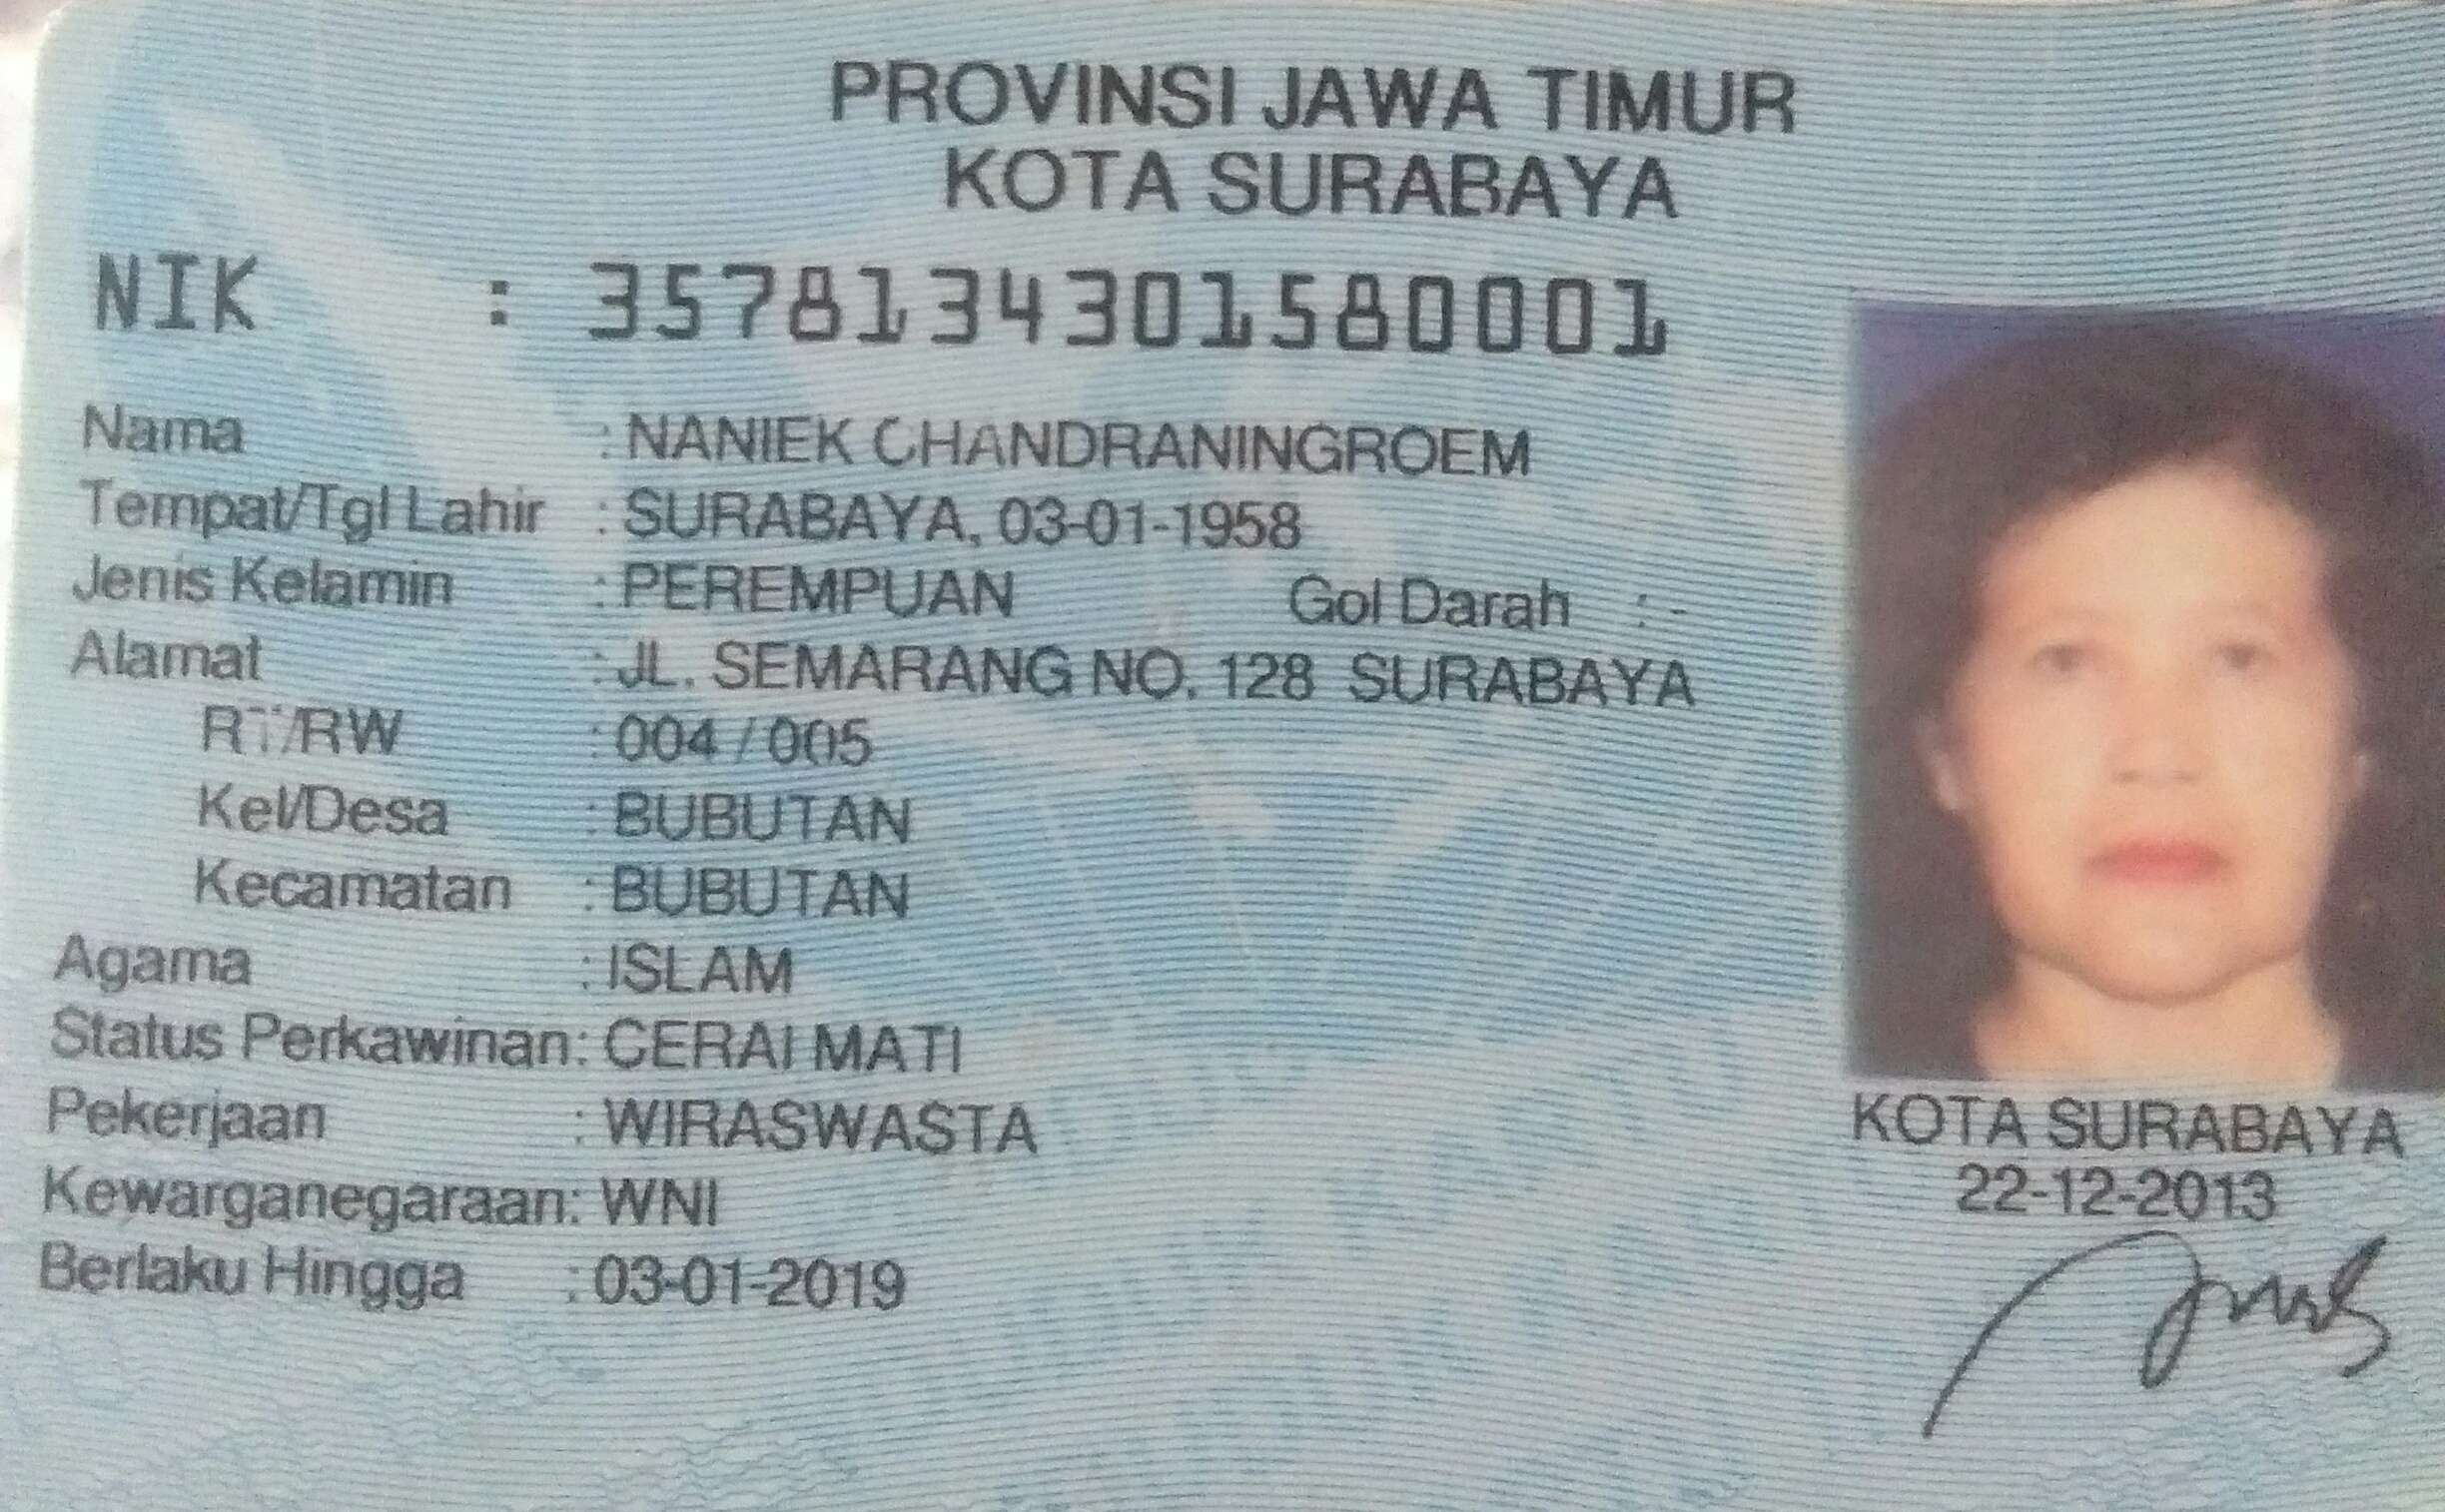 PROVINSI JAWA TIMUR
KOTA SURABAYA
NIK : 3578134301580001
Nama : NANIEK CHANDRANINGROEM
Tempat/Tgl Lahir : SURABAYA, 03-01-1958
Jenis Kelamin : PEREMPUAN Gol Darah : -
Alamat : JL. SEMARANG NO. 128 SURABAYA
RT/RW : 004 / 005
Kel/Desa : BUBUTAN
Kecamatan : BUBUTAN
Agama : ISLAM
Status Perkawinan: CERAI MATI
Pekerjaan : WIRASWASTA
Kewarganegaraan: WNI
Berlaku Hingga : 03-01-2019
KOTA SURABAYA
22-12-2013